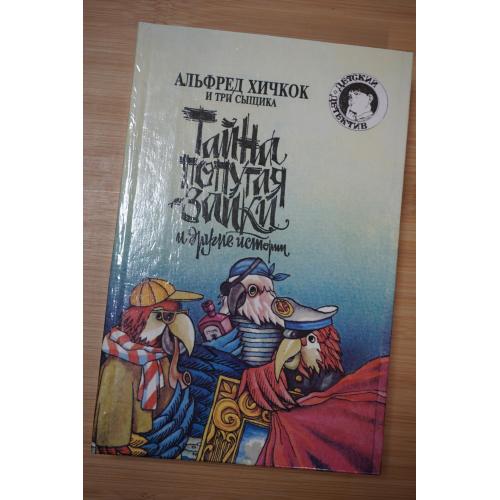 АЛЬФРЕД ХИЧКОК
И ТРИ СЫЩИКА
ДЕТСКИЙ
ДЕТЕКТИВ
Тайна
попугая
-Заики
и другие истории